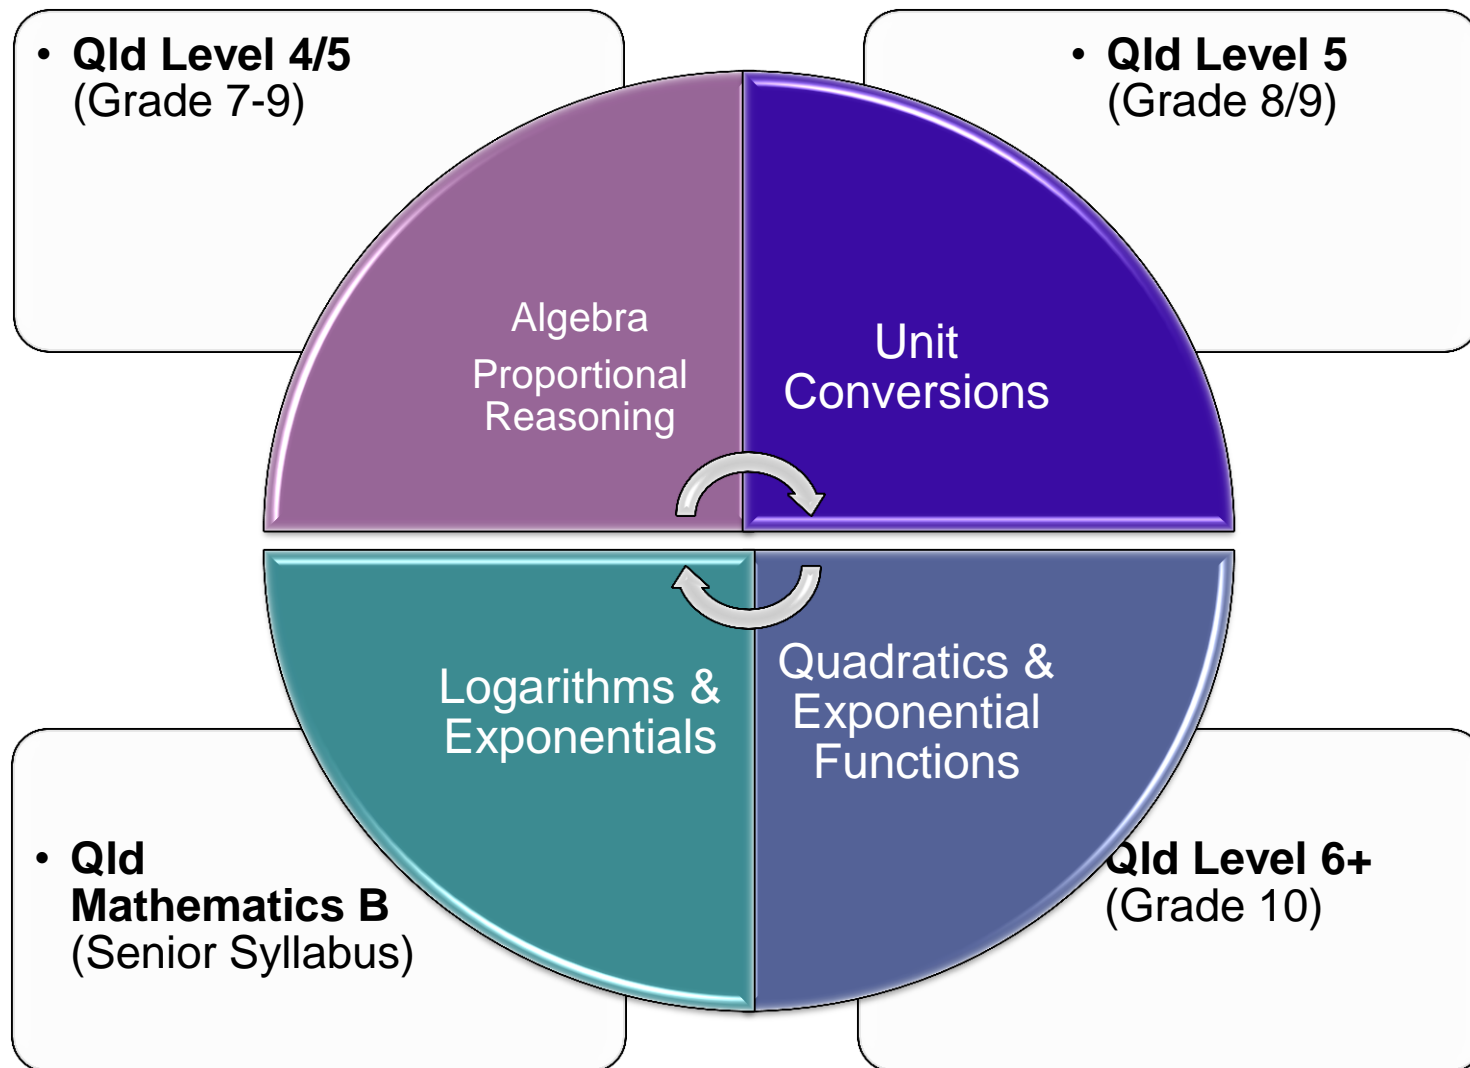 • Qld Level 4/5
(Grade 7-9)
• Qld Level 5
(Grade 8/9)
Algebra
Proportional
Reasoning
Unit
Conversions
Logarithms &
Exponentials
Quadratics &
Exponential
Functions
• Qld
Mathematics B
(Senior Syllabus)
Qld Level 6+
(Grade 10)